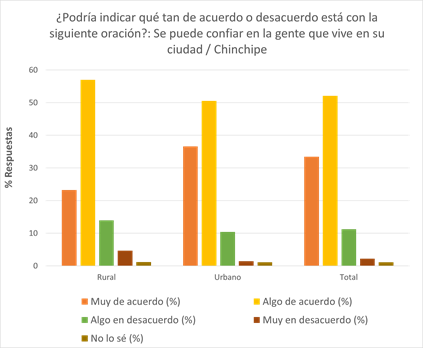 ¿Podría indicar qué tan de acuerdo o desacuerdo está con la
siguiente oración?: Se puede confiar en la gente que vive en su
ciudad / Chinchipe
% Respuestas
60
50
40
30
20
10
0
Rural
Urbano
Total
Muy de acuerdo (%)
Algo de acuerdo (%)
Algo en desacuerdo (%)
Muy en desacuerdo (%)
No lo sé (%)